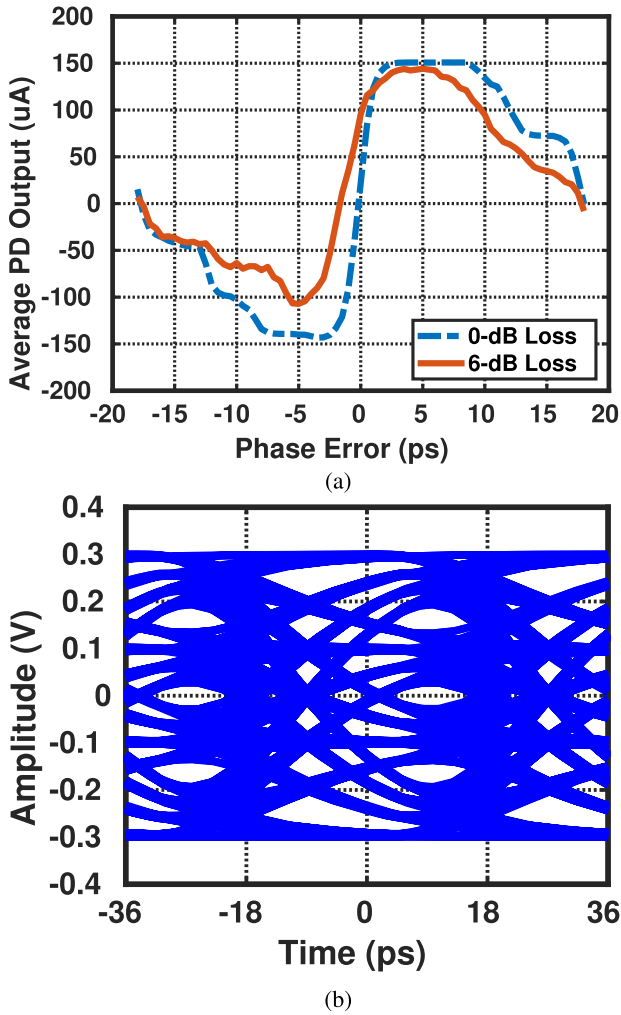 200
150
100
50
0
-50
-100
-150
-200
Average PD Output (uA)
0-dB Loss
6-dB Loss
-20 -15 -10 -5 0 5 10 15 20
Phase Error (ps)
(a)
0.4
0.3
0.2
0.1
0
-0.1
-0.2
-0.3
-0.4
Amplitude (V)
-36 -18 0 18 36
Time (ps)
(b)